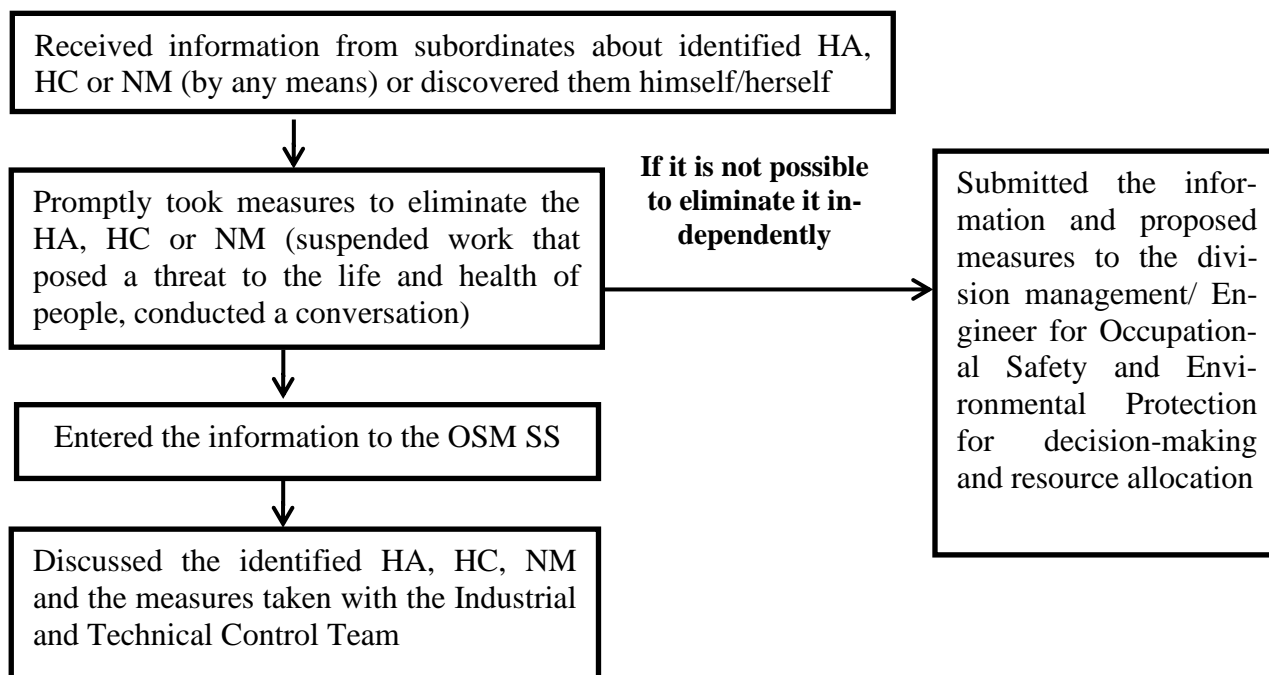 Received information from subordinates about identified HA,
HC or NM (by any means) or discovered them himself/herself
Promptly took measures to eliminate the
HA, HC or NM (suspended work that
posed a threat to the life and health of
people, conducted a conversation)
If it is not possible
to eliminate it in-
dependently
Submitted the infor-
mation and proposed
measures to the divi-
sion management/ En-
gineer for Occupation-
al Safety and Envi-
ronmental Protection
for decision-making
and resource allocation
Entered the information to the OSM SS
Discussed the identified HA, HC, NM
and the measures taken with the Industrial
and Technical Control Team